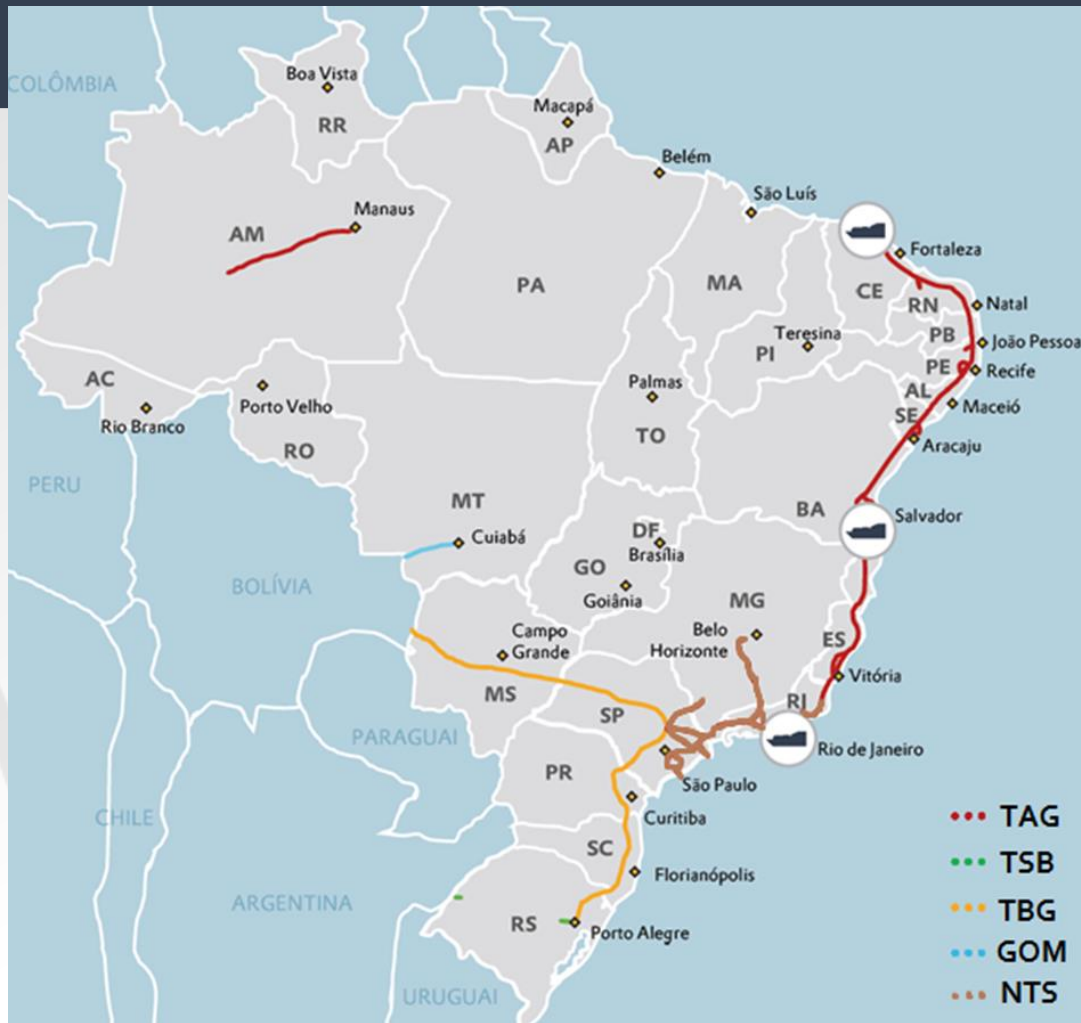 COLÔMBIA
Boa Vista
RR
Macapá
AP
Belém
São Luís
Manaus
AM
PA
MA
Fortaleza
CE
RN
Natal
PB
João Pessoa
Teresina
PI
PE
Recife
AL
Maceió
SE
Aracaju
AC
Rio Branco
Porto Velho
RO
Palmas
TO
PERU
MT
Cuiabá
BA
Salvador
DF
Brasília
GO
Goiânia
BOLÍVIA
MG
Belo
Horizonte
Campo
Grande
ES
Vitória
MS
SP
RJ
Rio de Janeiro
PARAGUAI
PR
São Paulo
CHILE
Curitiba
SC
Florianópolis
ARGENTINA
RS
Porto Alegre
URUGUAI
TAG
TSB
TBG
GOM
NTS